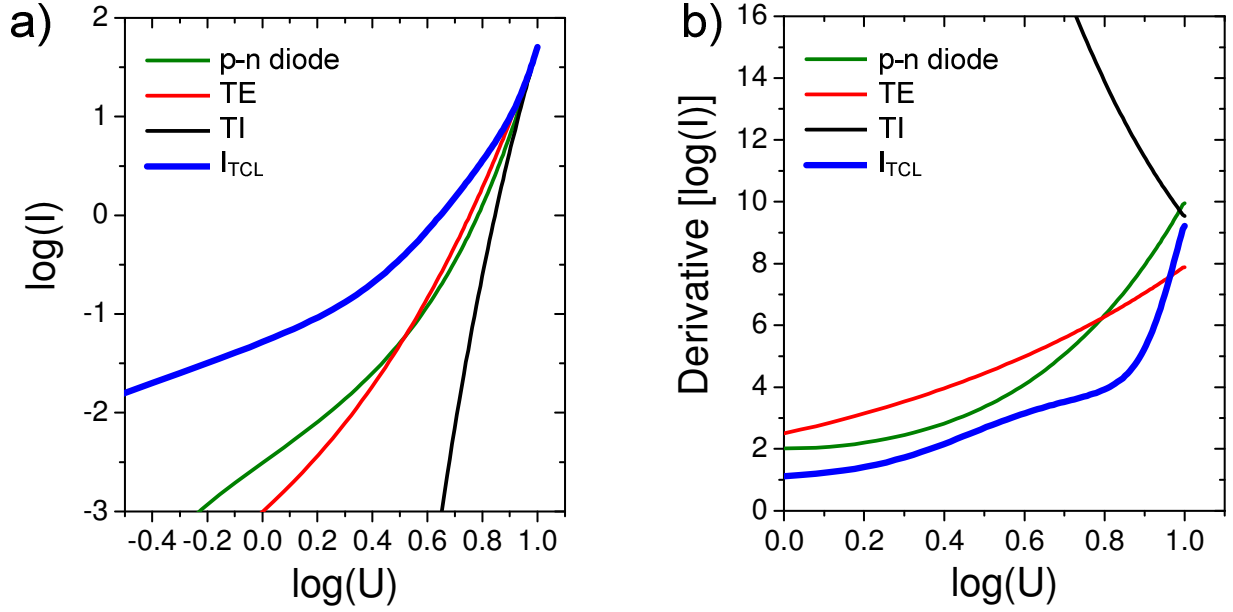 a)
2
1
0
-1
-2
-3
log(I)
p-n diode
TE
TI
I_TCL
-0.4 -0.2 0.0 0.2 0.4 0.6 0.8 1.0
log(U)
b)
16
14
12
10
8
6
4
2
0
Derivative [log(I)]
p-n diode
TE
TI
I_TCL
0.0 0.2 0.4 0.6 0.8 1.0
log(U)